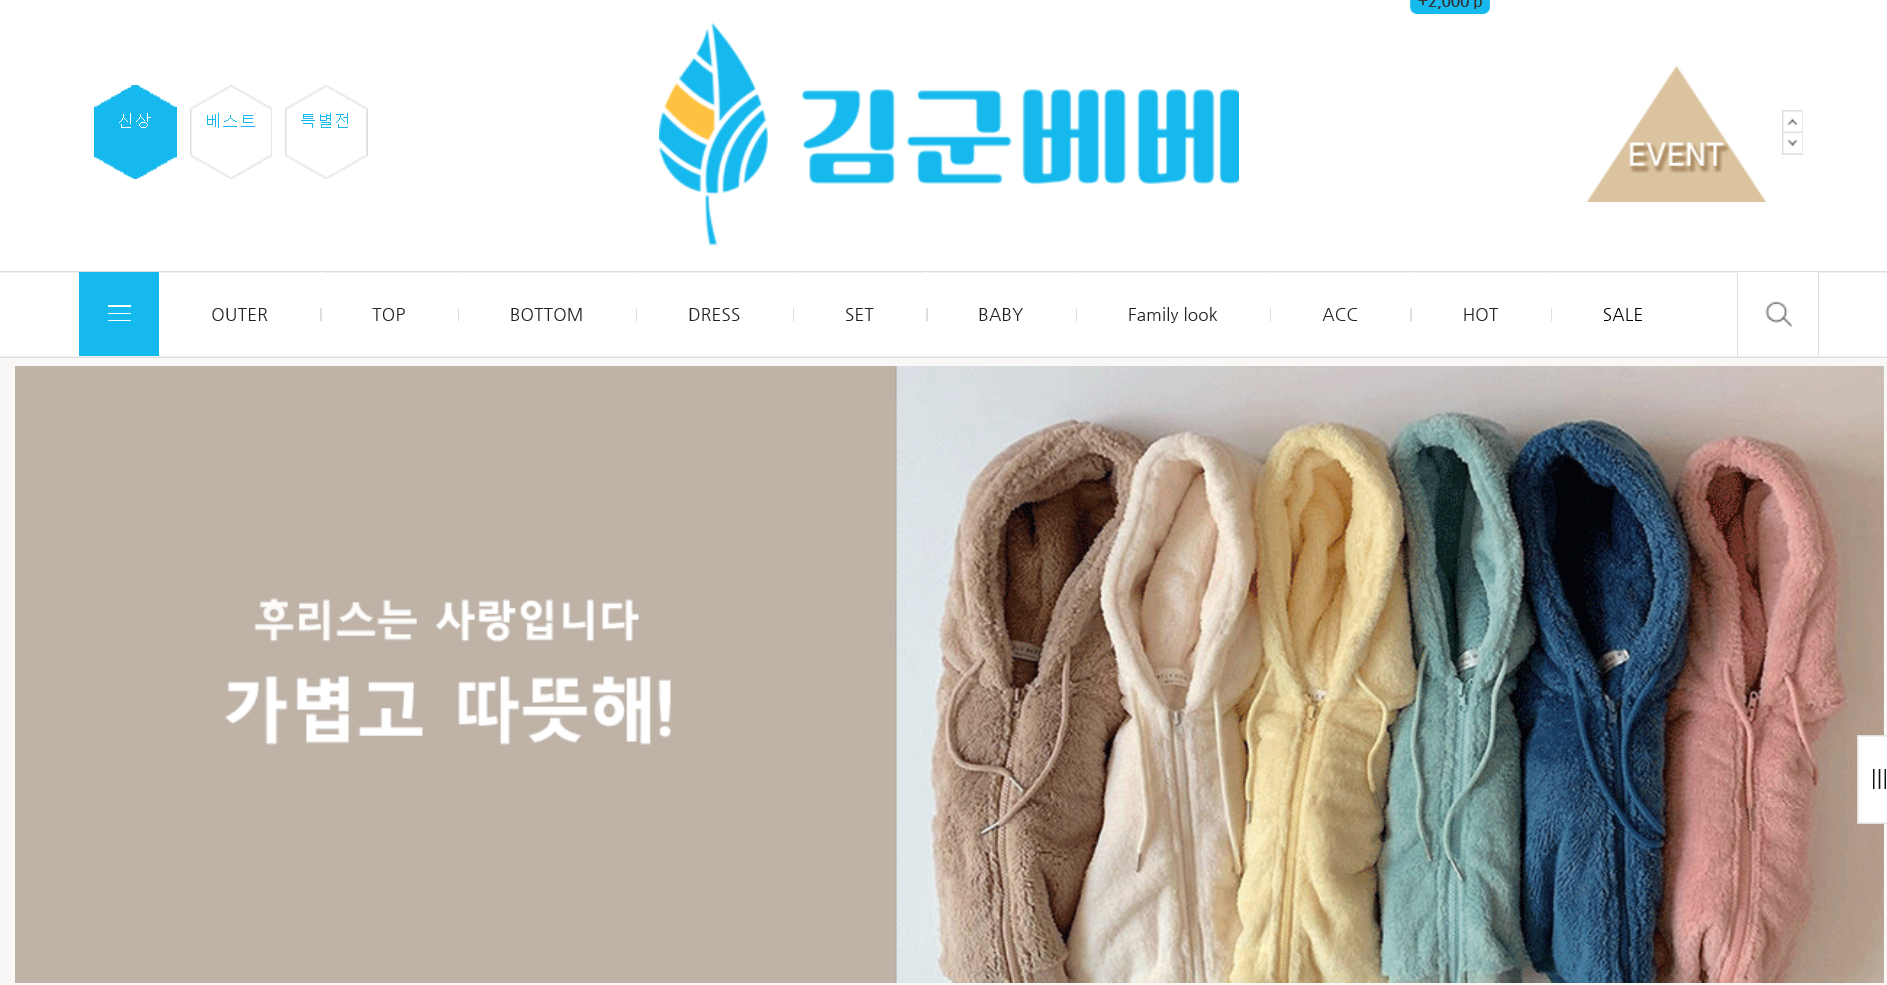 +2,000 p
신상
베스트
특별전
김군베베
EVENT
OUTER
TOP
BOTTOM
DRESS
SET
BABY
Family look
ACC
HOT
SALE
후리스는 사랑입니다
가볍고 따뜻해!